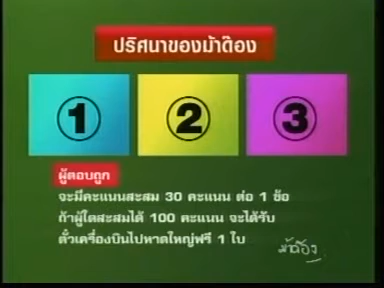 ปริศนาของม้าด๊อง
1 2 3
ผู้ตอบถูก
จะมีคะแนนสะสม 30 คะแนน ต่อ 1 ข้อ
ถ้าผู้ใดสะสมได้ 100 คะแนน จะได้รับ
ตั๋วเครื่องบินไปหาดใหญ่ฟรี 1 ใบ
ม้าด๊อง